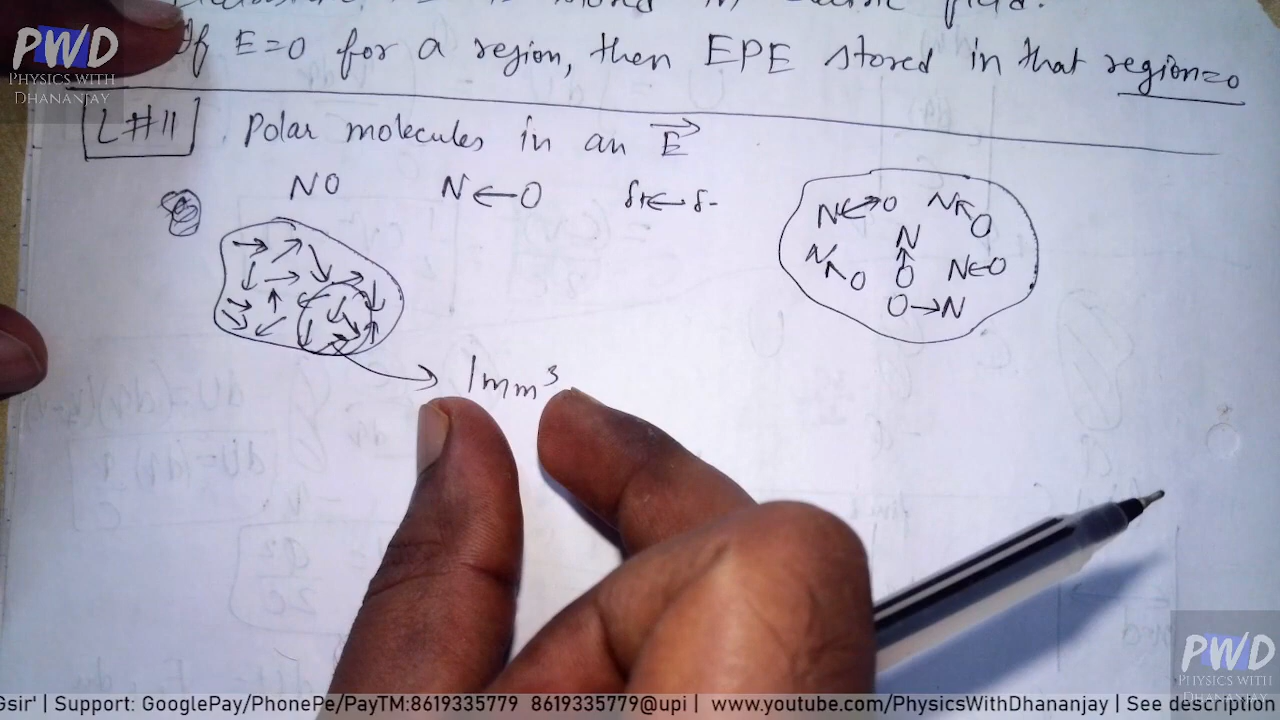 PWD
PHYSICS WITH
DHANANJAY
field.
If E=0 for a region, then EPE stored in that region=0
L#11 Polar molecules in an E
NO N←O δ+←δ-
N O N O
N
N O O N←O
O→N
1mm³
PWD
PHYSICS WITH
DHANANJAY
Gsir' | Support: GooglePay/PhonePe/PayTM:8619335779 8619335779@upi | www.youtube.com/PhysicsWithDhananjay | See description